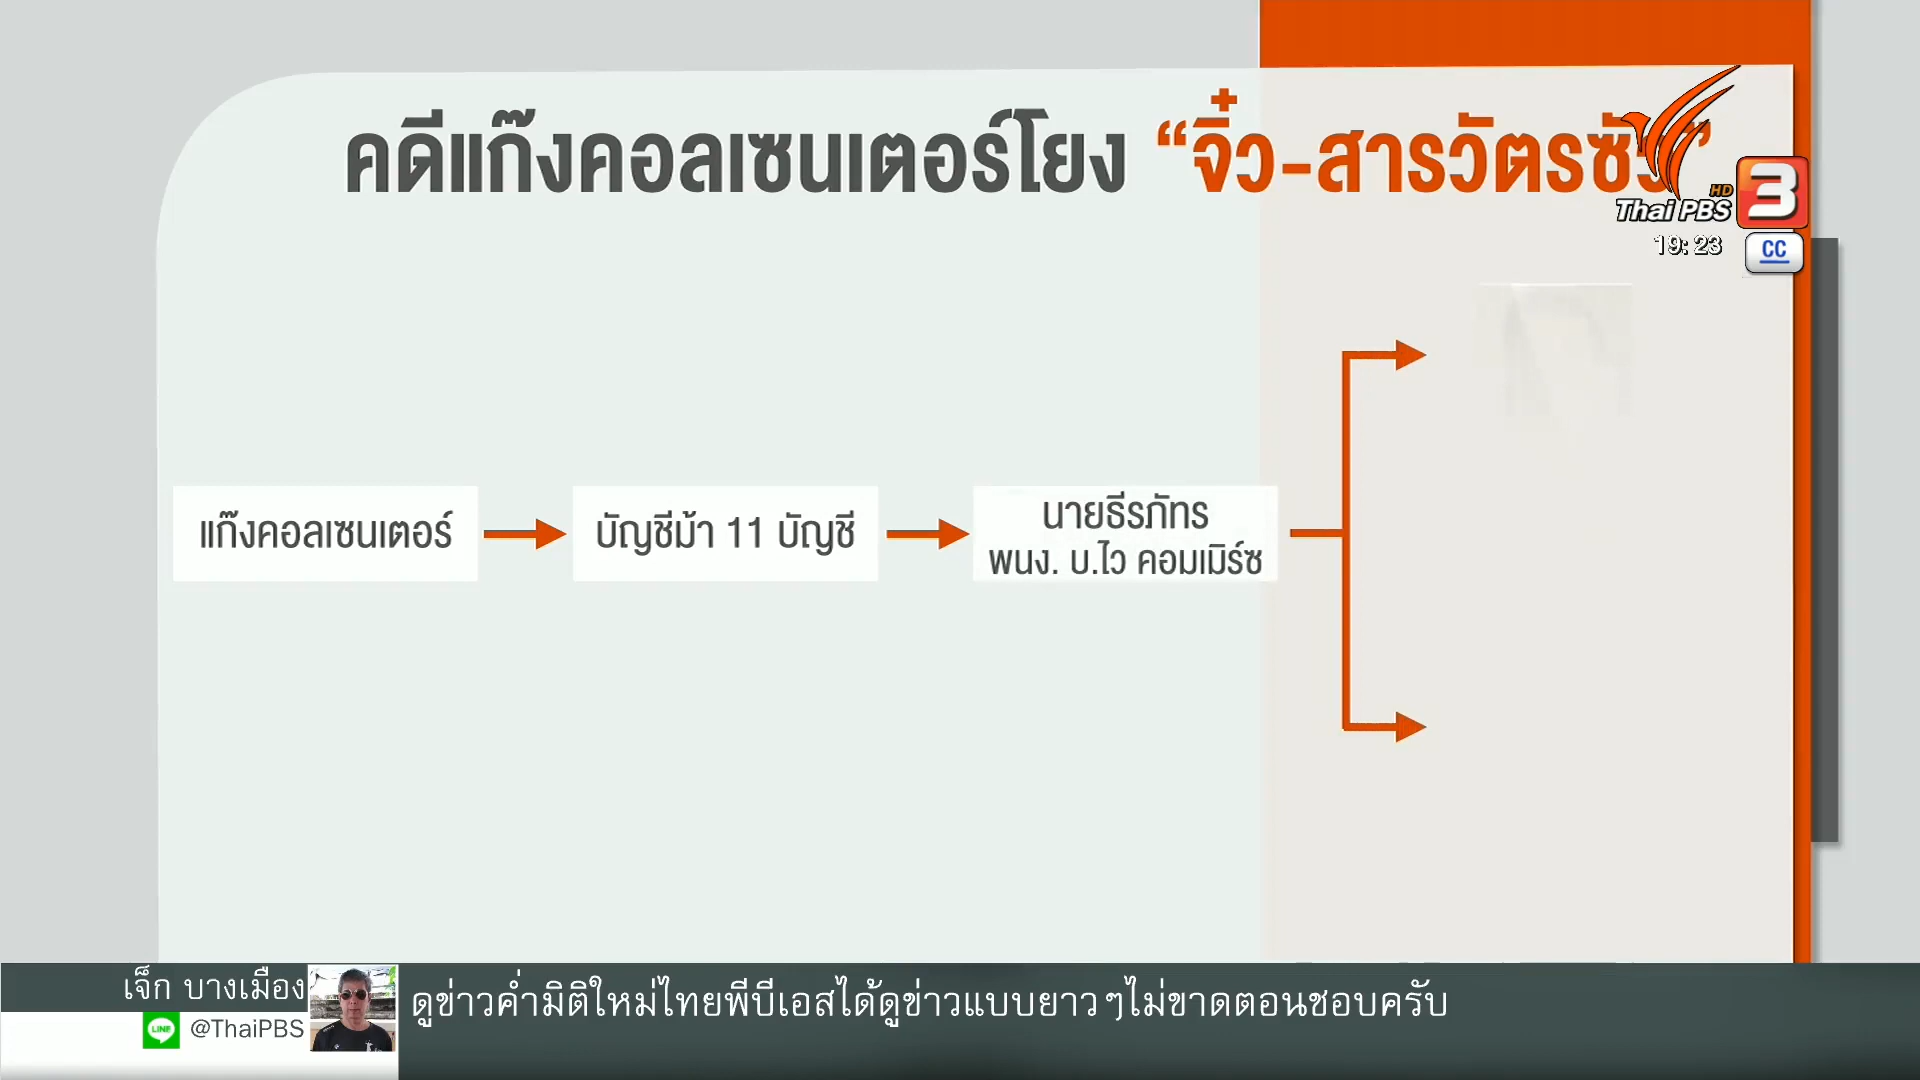 คดีแก๊งคอลเซนเตอร์โยง “จิ๋ว-สารวัตรซัว”
HD
Thai PBS
3
19: 23
CC
แก๊งคอลเซนเตอร์
บัญชีม้า 11 บัญชี
นายธีรภัทร
พนง. บ.ไว คอมเมิร์ซ
เจ็ก บางเมือง
LINE @ThaiPBS
ดูข่าวค่ำมิติใหม่ไทยพีบีเอสได้ดูข่าวแบบยาวๆไม่ขาดตอนชอบครับ